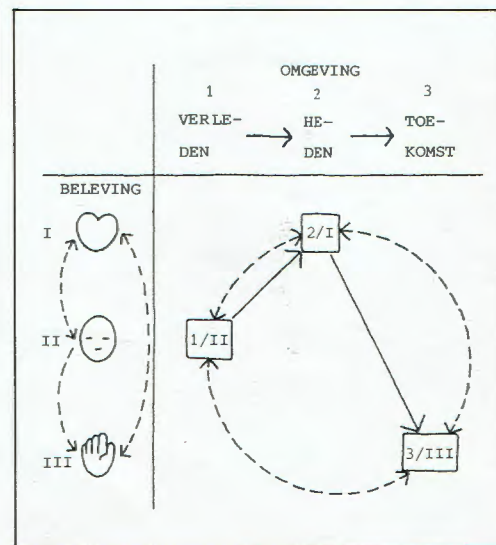 OMGEVING
1 2 3
VERLE- HE- TOE-
DEN DEN KOMST
BELEVING
I
2/I
II
1/II
III
3/III